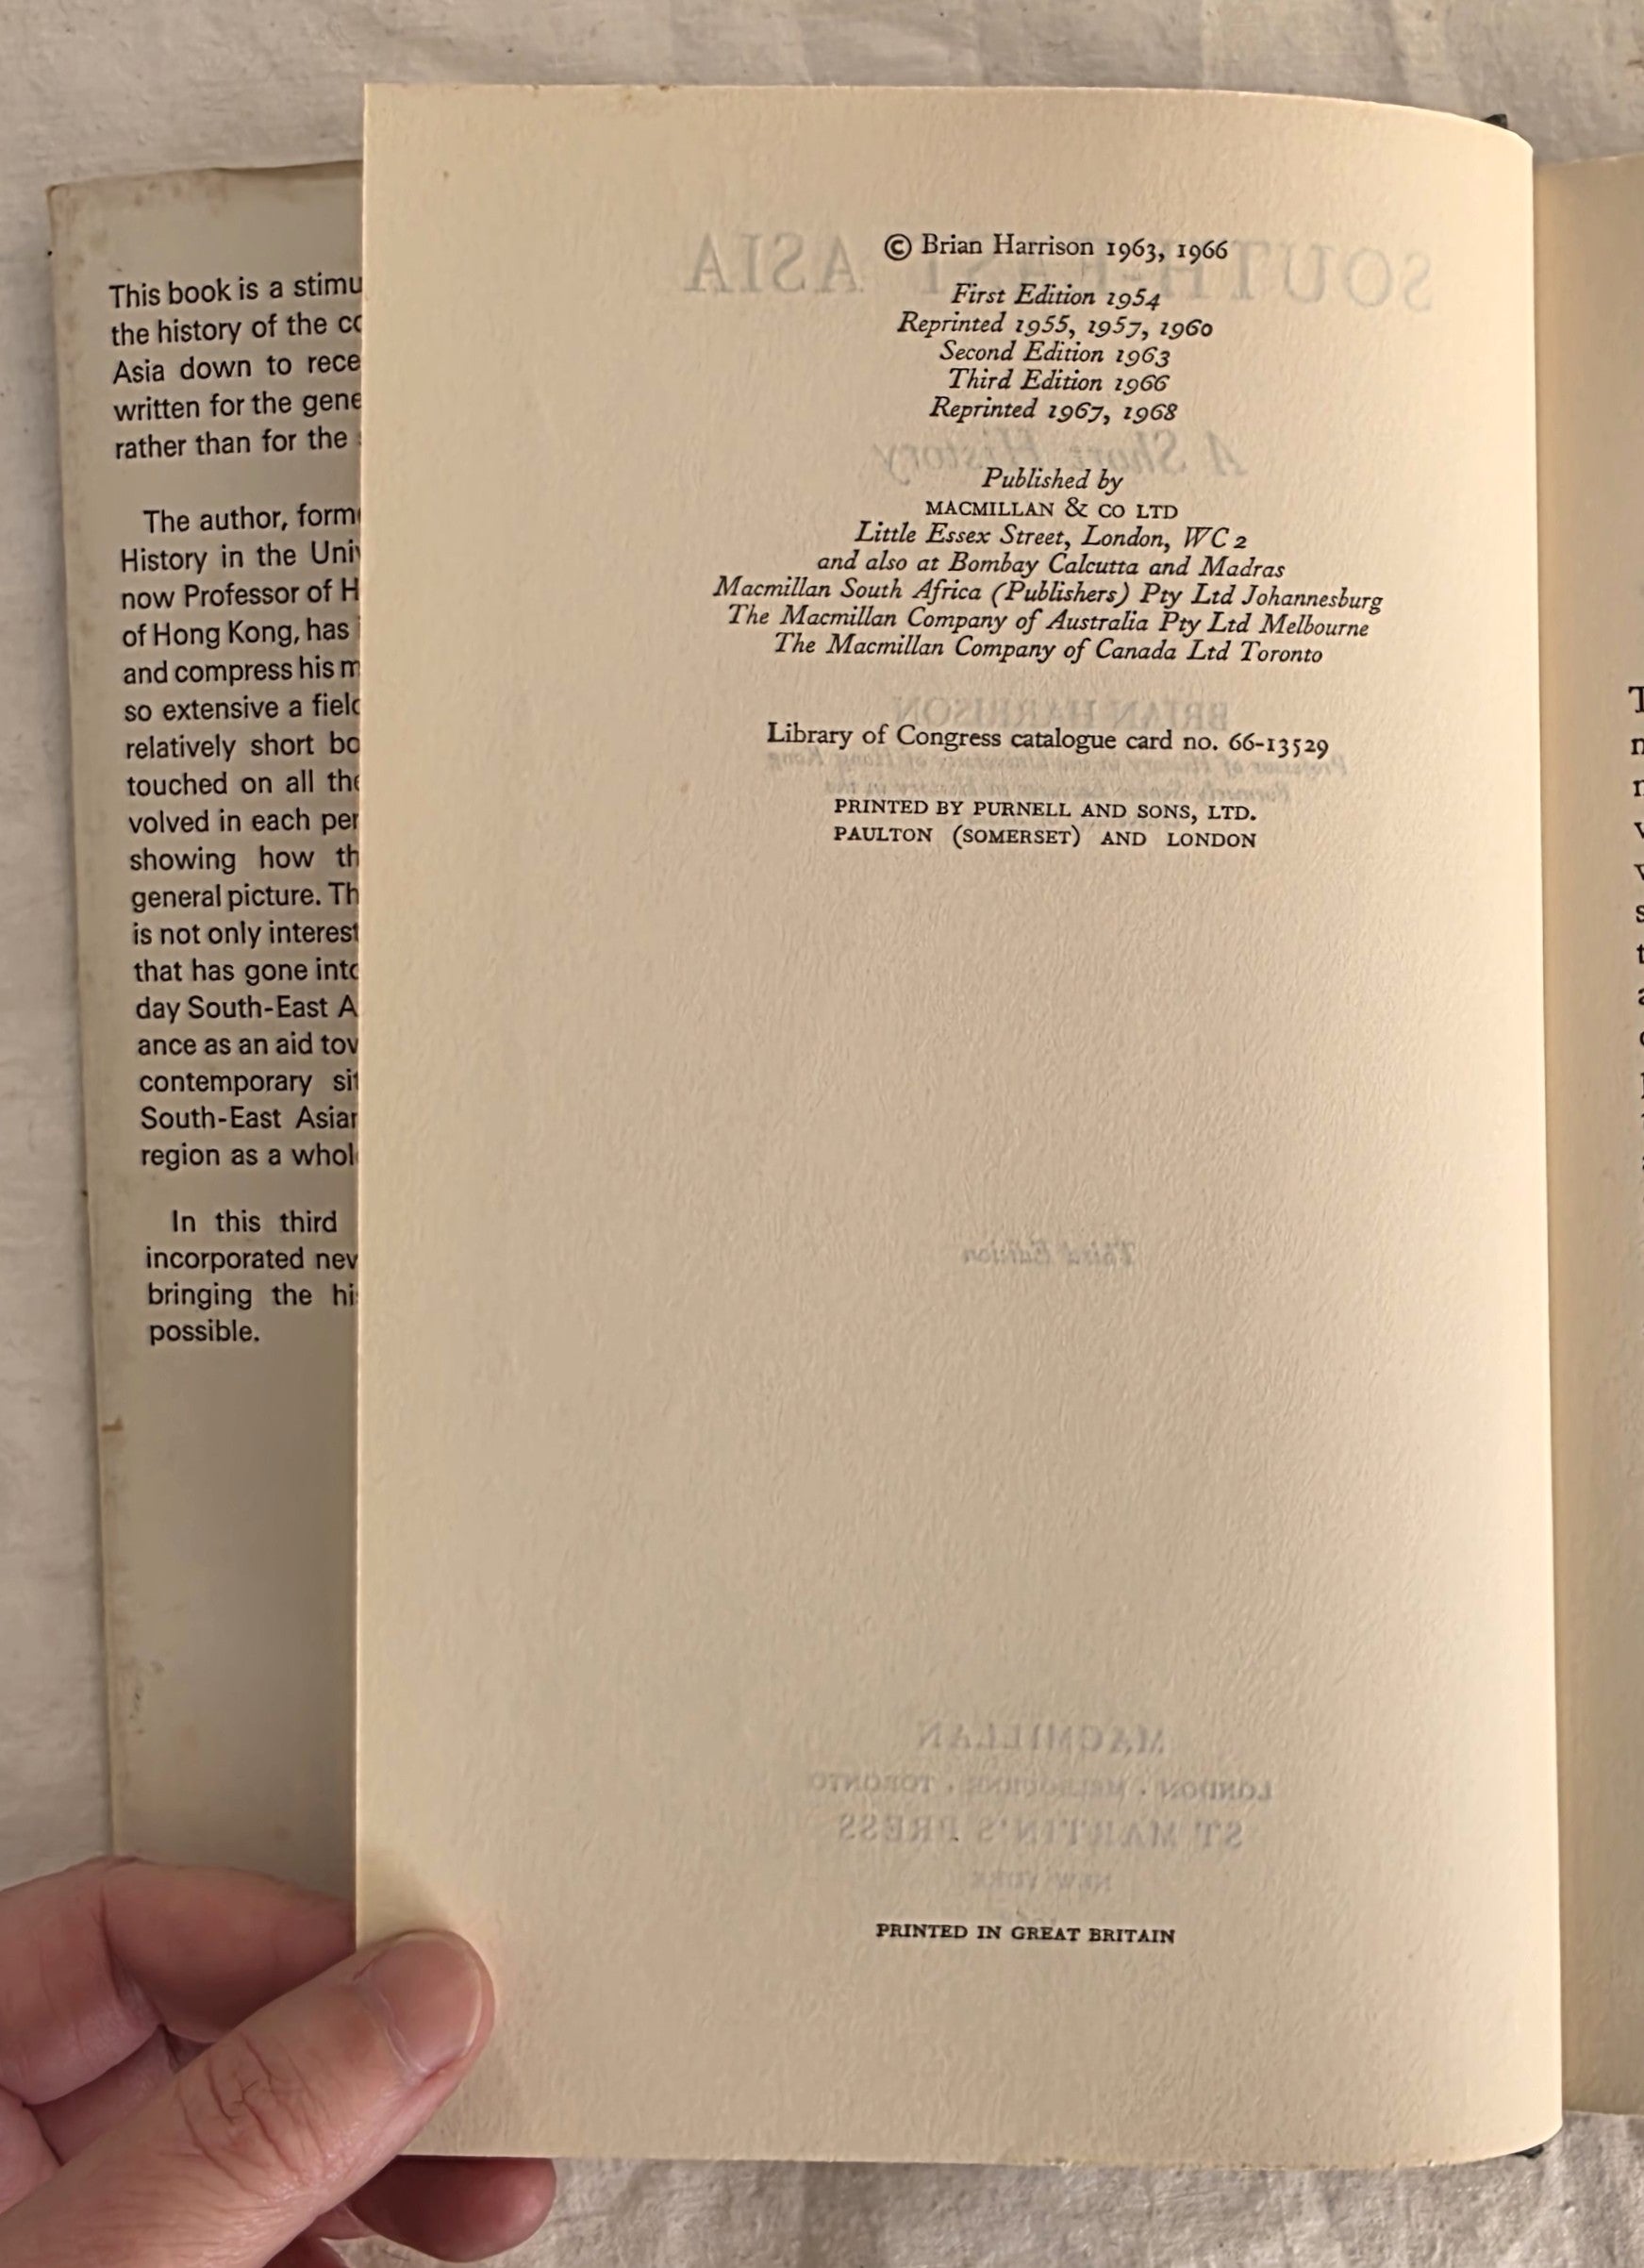 This book is a stimu
the history of the co
Asia down to rece
written for the gene
rather than for the
The author, form
History in the Uni
now Professor of H
of Hong Kong, has
and compress his m
so extensive a field
relatively short bo
touched on all the
volved in each per
showing how th
general picture. Th
is not only interest
that has gone into
day South-East A
ance as an aid tow
contemporary sit
South-East Asian
region as a whol
In this third
incorporated new
bringing the his
possible.
© Brian Harrison 1963, 1966
First Edition 1954
Reprinted 1955, 1957, 1960
Second Edition 1963
Third Edition 1966
Reprinted 1967, 1968
Published by
MACMILLAN & CO LTD
Little Essex Street, London, WC 2
and also at Bombay Calcutta and Madras
Macmillan South Africa (Publishers) Pty Ltd Johannesburg
The Macmillan Company of Australia Pty Ltd Melbourne
The Macmillan Company of Canada Ltd Toronto
Library of Congress catalogue card no. 66-13529
PRINTED BY PURNELL AND SONS, LTD.
PAULTON (SOMERSET) AND LONDON
PRINTED IN GREAT BRITAIN